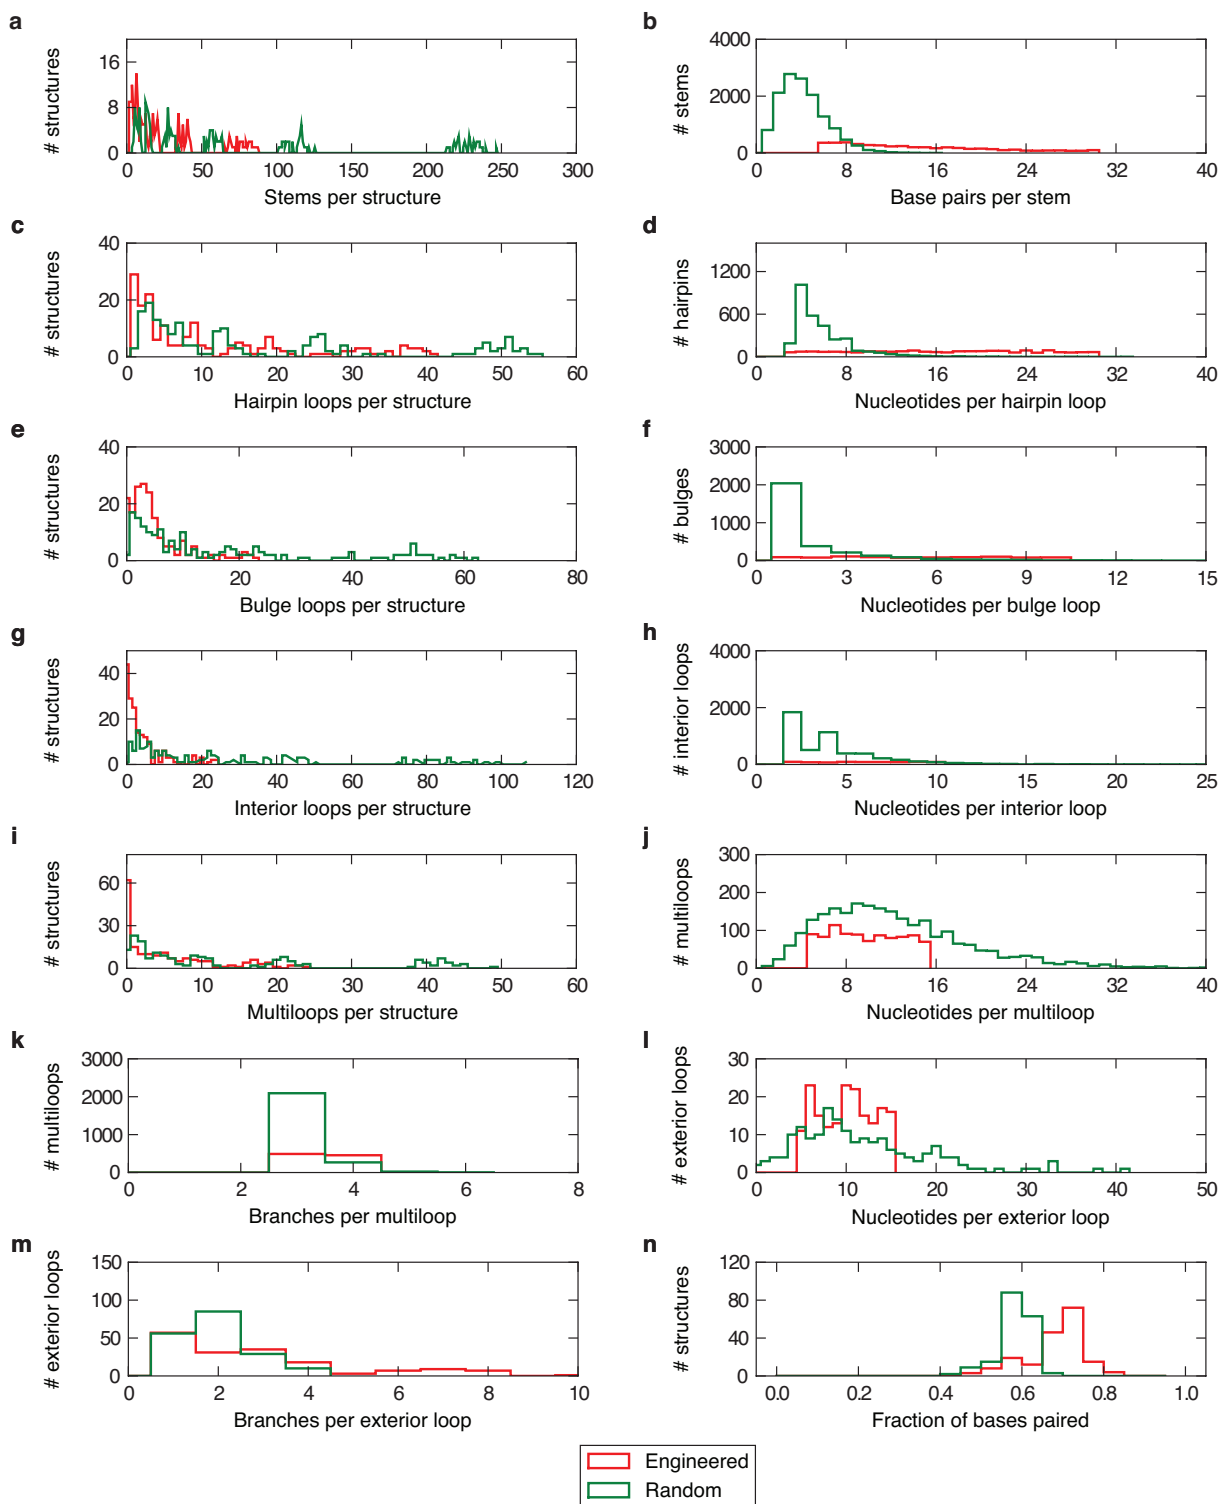 a
# structures
16
8
0
0 50 100 150 200 250 300
Stems per structure
b
# stems
4000
2000
0
0 8 16 24 32 40
Base pairs per stem
c
# structures
40
20
0
0 10 20 30 40 50 60
Hairpin loops per structure
d
# hairpins
1200
600
0
0 8 16 24 32 40
Nucleotides per hairpin loop
e
# structures
40
20
0
0 20 40 60 80
Bulge loops per structure
f
# bulges
3000
2000
1000
0
0 3 6 9 12 15
Nucleotides per bulge loop
g
# structures
40
20
0
0 20 40 60 80 100 120
Interior loops per structure
h
# interior loops
4000
2000
0
0 5 10 15 20 25
Nucleotides per interior loop
i
# structures
60
30
0
0 10 20 30 40 50 60
Multiloops per structure
j
# multiloops
300
200
100
0
0 8 16 24 32 40
Nucleotides per multiloop
k
# multiloops
3000
2000
1000
0
0 2 4 6 8
Branches per multiloop
l
# exterior loops
30
20
10
0
0 10 20 30 40 50
Nucleotides per exterior loop
m
# exterior loops
150
100
50
0
0 2 4 6 8 10
Branches per exterior loop
n
# structures
120
80
40
0
0.0 0.2 0.4 0.6 0.8 1.0
Fraction of bases paired
Engineered
Random